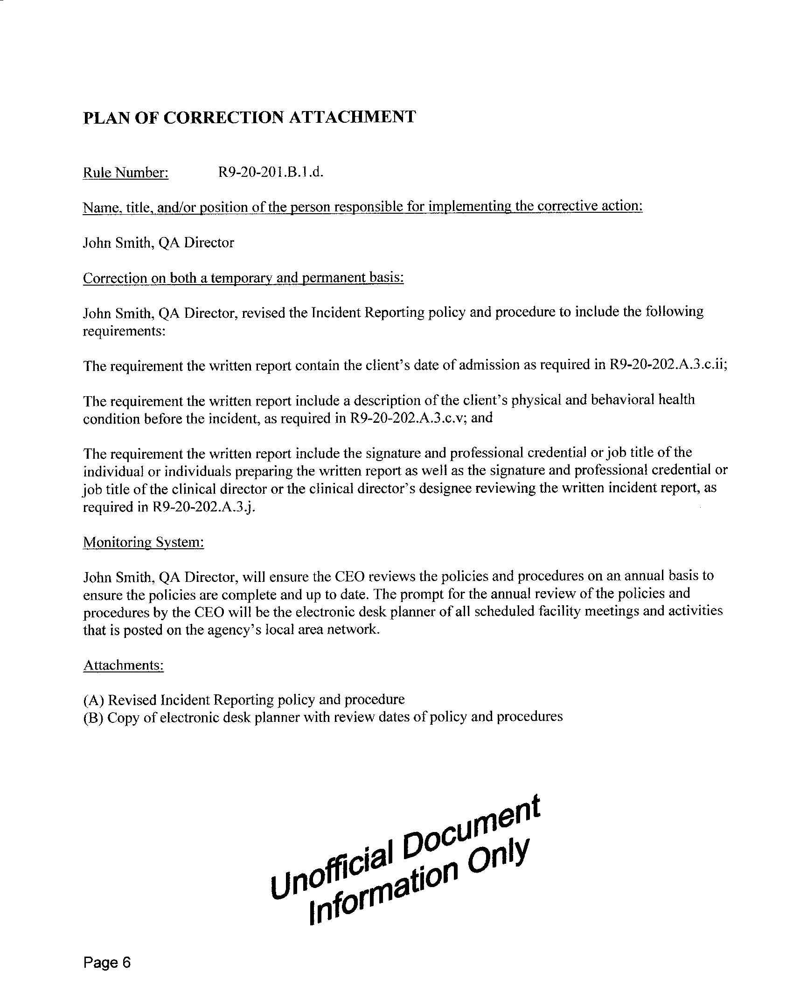 PLAN OF CORRECTION ATTACHMENT
Rule Number: R9-20-201.B.1.d.
Name, title, and/or position of the person responsible for implementing the corrective action:
John Smith, QA Director
Correction on both a temporary and permanent basis:
John Smith, QA Director, revised the Incident Reporting policy and procedure to include the following
requirements:
The requirement the written report contain the client's date of admission as required in R9-20-202.A.3.c.ii;
The requirement the written report include a description of the client's physical and behavioral health
condition before the incident, as required in R9-20-202.A.3.c.v; and
The requirement the written report include the signature and professional credential or job title of the
individual or individuals preparing the written report as well as the signature and professional credential or
job title of the clinical director or the clinical director's designee reviewing the written incident report, as
required in R9-20-202.A.3.j.
Monitoring System:
John Smith, QA Director, will ensure the CEO reviews the policies and procedures on an annual basis to
ensure the policies are complete and up to date. The prompt for the annual review of the policies and
procedures by the CEO will be the electronic desk planner of all scheduled facility meetings and activities
that is posted on the agency's local area network.
Attachments:
(A) Revised Incident Reporting policy and procedure
(B) Copy of electronic desk planner with review dates of policy and procedures
Unofficial Document
Information Only
Page 6